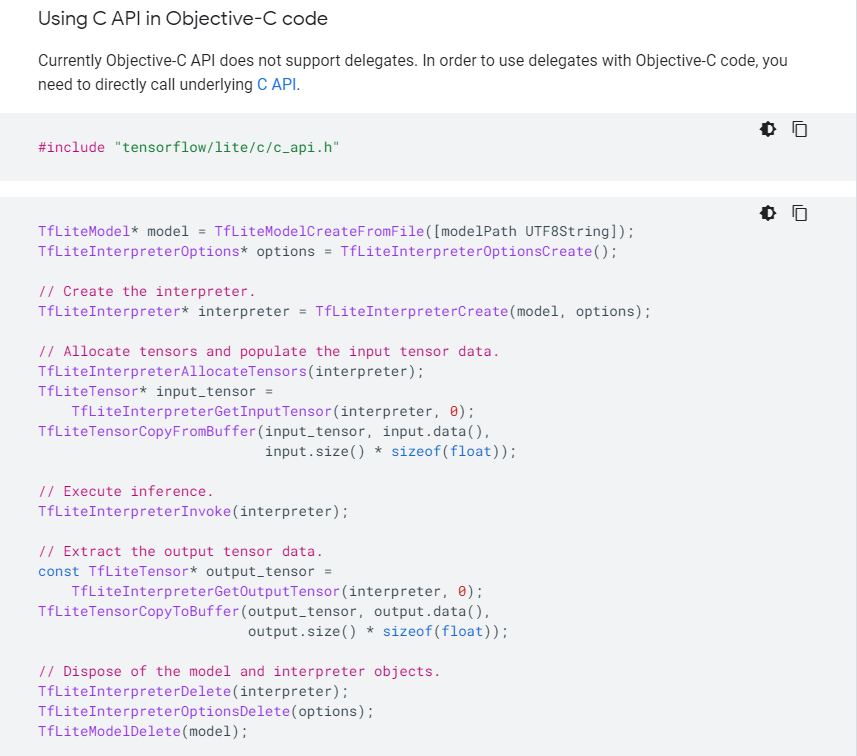 Using C API in Objective-C code
Currently Objective-C API does not support delegates. In order to use delegates with Objective-C code, you
need to directly call underlying C API.
#include "tensorflow/lite/c/c_api.h"
TfLiteModel* model = TfLiteModelCreateFromFile([modelPath UTF8String]);
TfLiteInterpreterOptions* options = TfLiteInterpreterOptionsCreate();
// Create the interpreter.
TfLiteInterpreter* interpreter = TfLiteInterpreterCreate(model, options);
// Allocate tensors and populate the input tensor data.
TfLiteInterpreterAllocateTensors(interpreter);
TfLiteTensor* input_tensor =
    TfLiteInterpreterGetInputTensor(interpreter, 0);
TfLiteTensorCopyFromBuffer(input_tensor, input.data(),
                           input.size() * sizeof(float));
// Execute inference.
TfLiteInterpreterInvoke(interpreter);
// Extract the output tensor data.
const TfLiteTensor* output_tensor =
    TfLiteInterpreterGetOutputTensor(interpreter, 0);
TfLiteTensorCopyToBuffer(output_tensor, output.data(),
                         output.size() * sizeof(float));
// Dispose of the model and interpreter objects.
TfLiteInterpreterDelete(interpreter);
TfLiteInterpreterOptionsDelete(options);
TfLiteModelDelete(model);